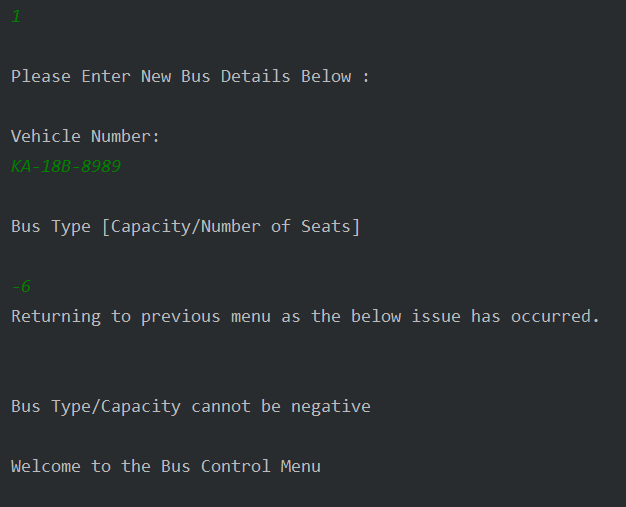 1
Please Enter New Bus Details Below :
Vehicle Number:
KA-18B-8989
Bus Type [Capacity/Number of Seats]
-6
Returning to previous menu as the below issue has occurred.
Bus Type/Capacity cannot be negative
Welcome to the Bus Control Menu